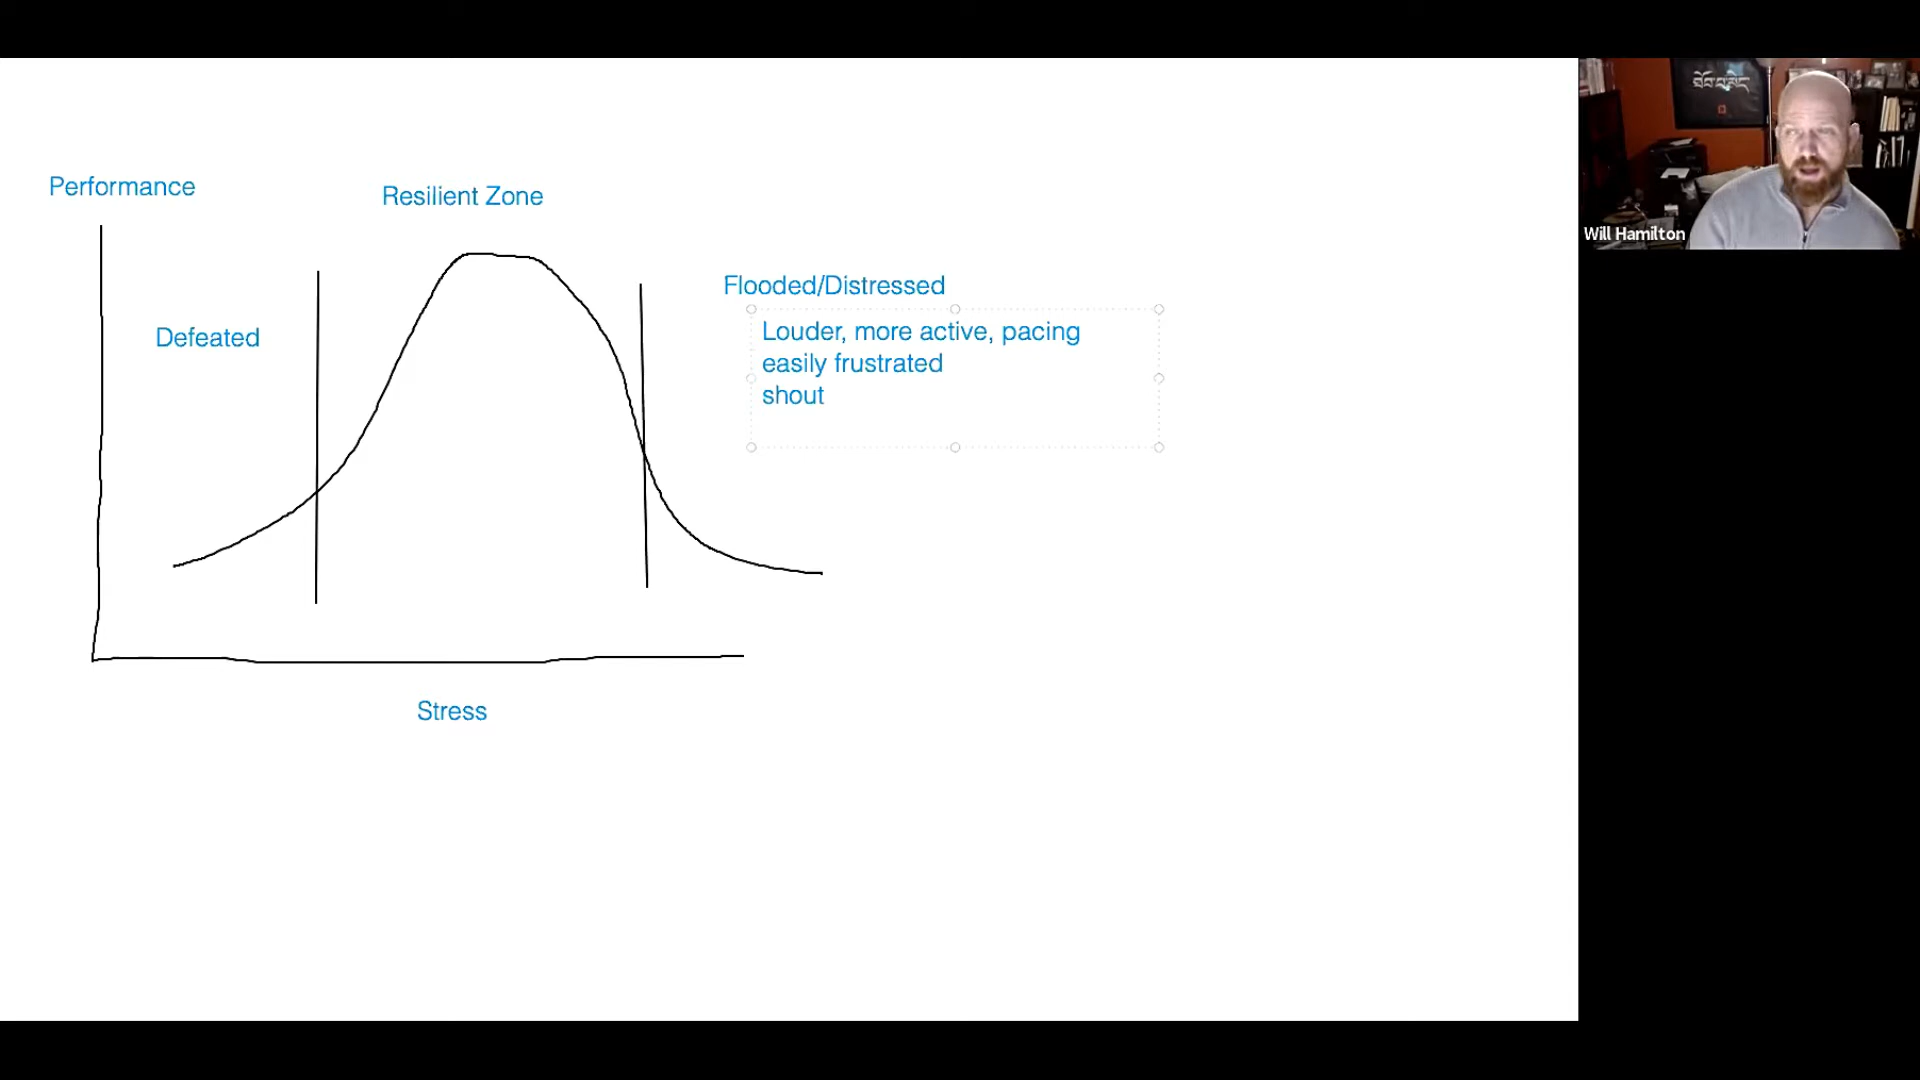 Performance
Resilient Zone
Will Hamilton
Flooded/Distressed
Louder, more active, pacing
easily frustrated
shout
Defeated
Stress